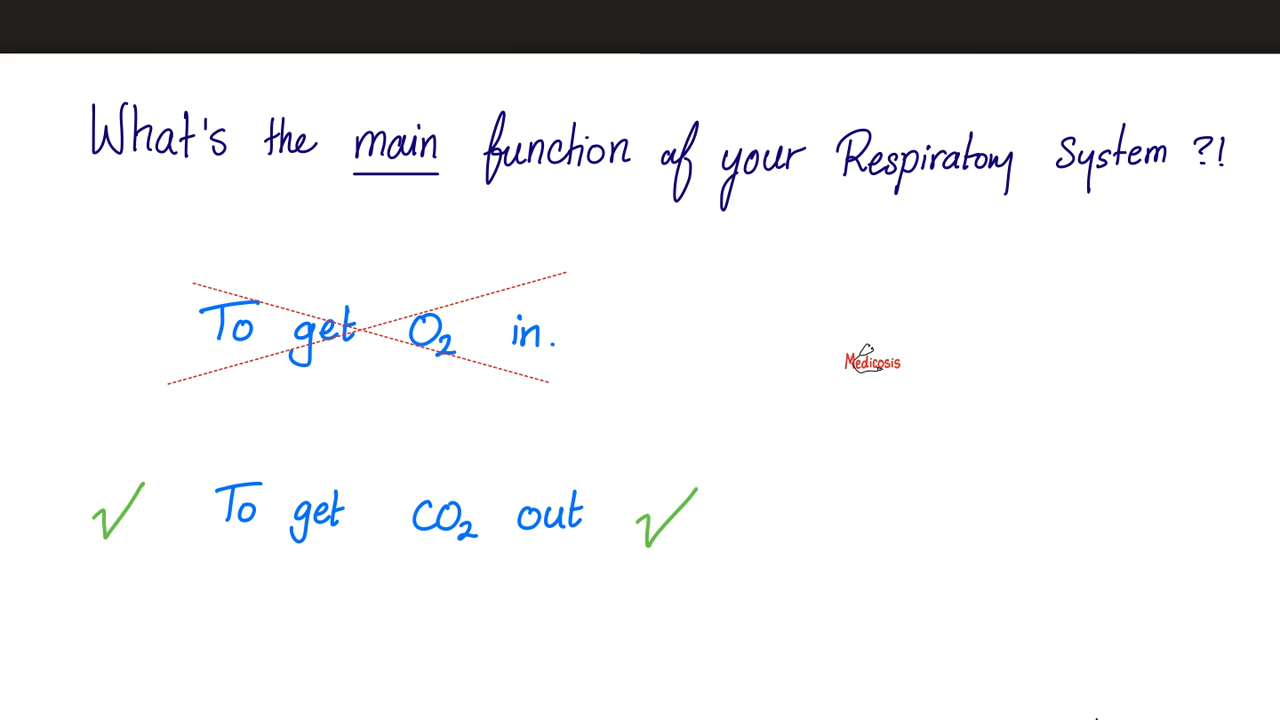 What's the main function of your Respiratory System ?!
To get O₂ in.
Medicosis
To get CO₂ out